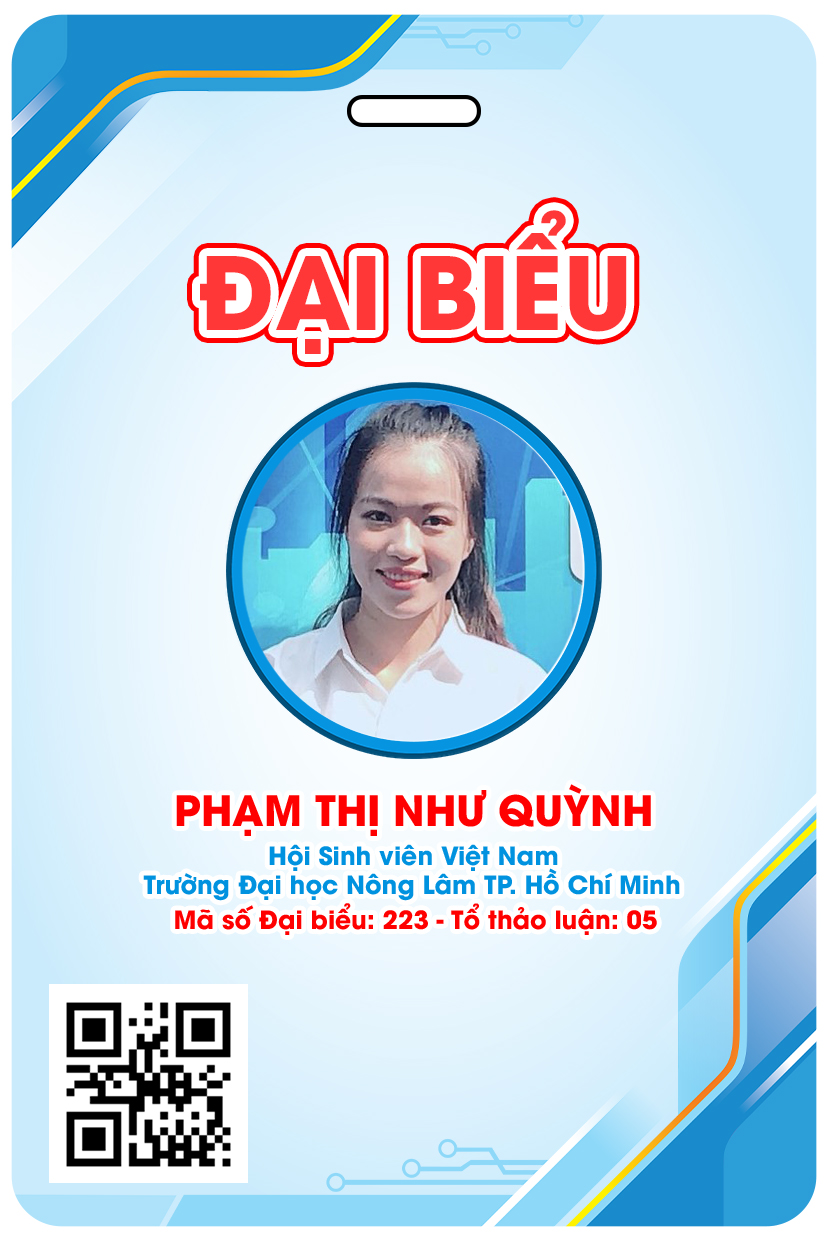 ĐẠI BIỂU
PHẠM THỊ NHƯ QUỲNH
Hội Sinh viên Việt Nam
Trường Đại học Nông Lâm TP. Hồ Chí Minh
Mã số Đại biểu: 223 - Tổ thảo luận: 05